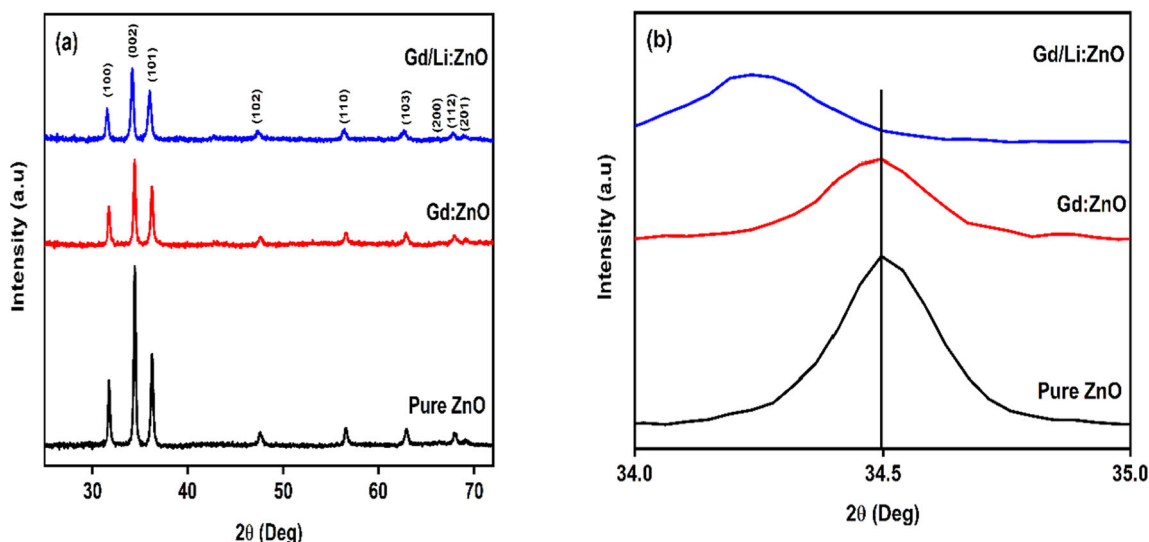 (a)
(100)
(002)
(101)
(102)
(110)
(103)
(200)
(112)
(201)
Gd/Li:ZnO
Gd:ZnO
Pure ZnO
Intensity (a.u)
30 40 50 60 70
2θ (Deg)
(b)
Gd/Li:ZnO
Gd:ZnO
Pure ZnO
Intensity (a.u)
34.0 34.5 35.0
2θ (Deg)